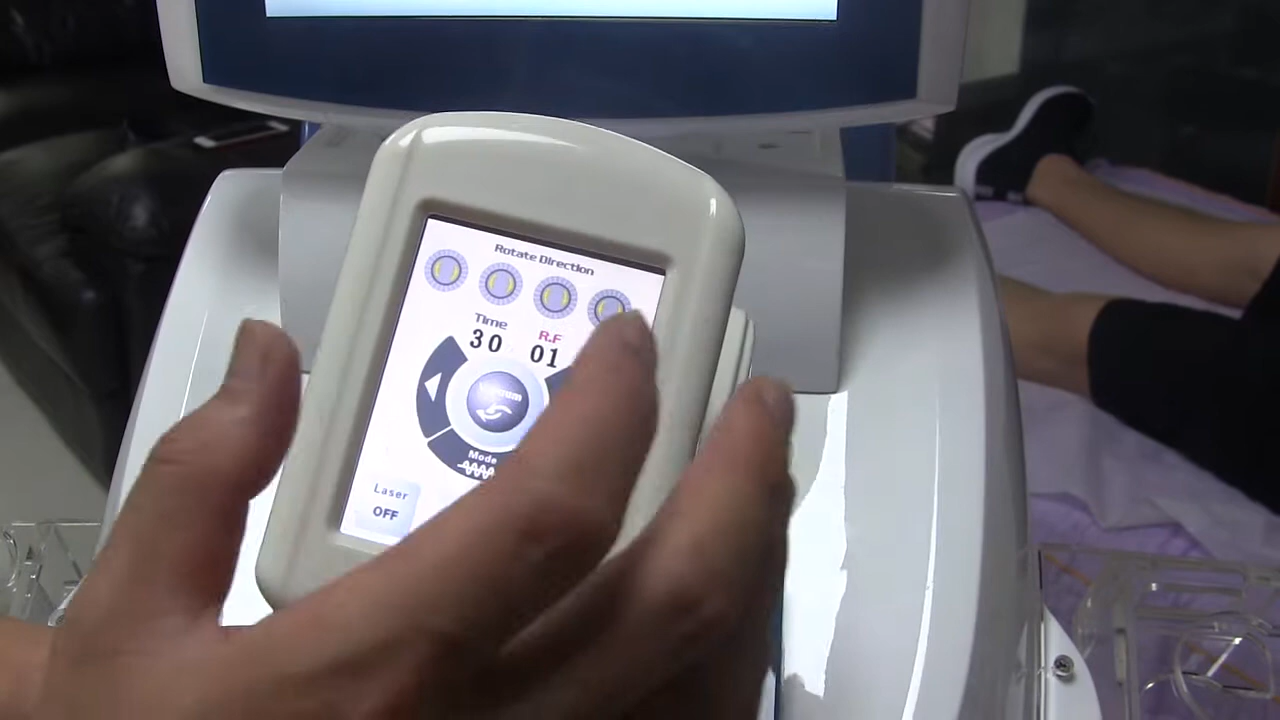 Rotate Direction
Time
R.F
30
01
Vacuum
Mode
Laser
OFF